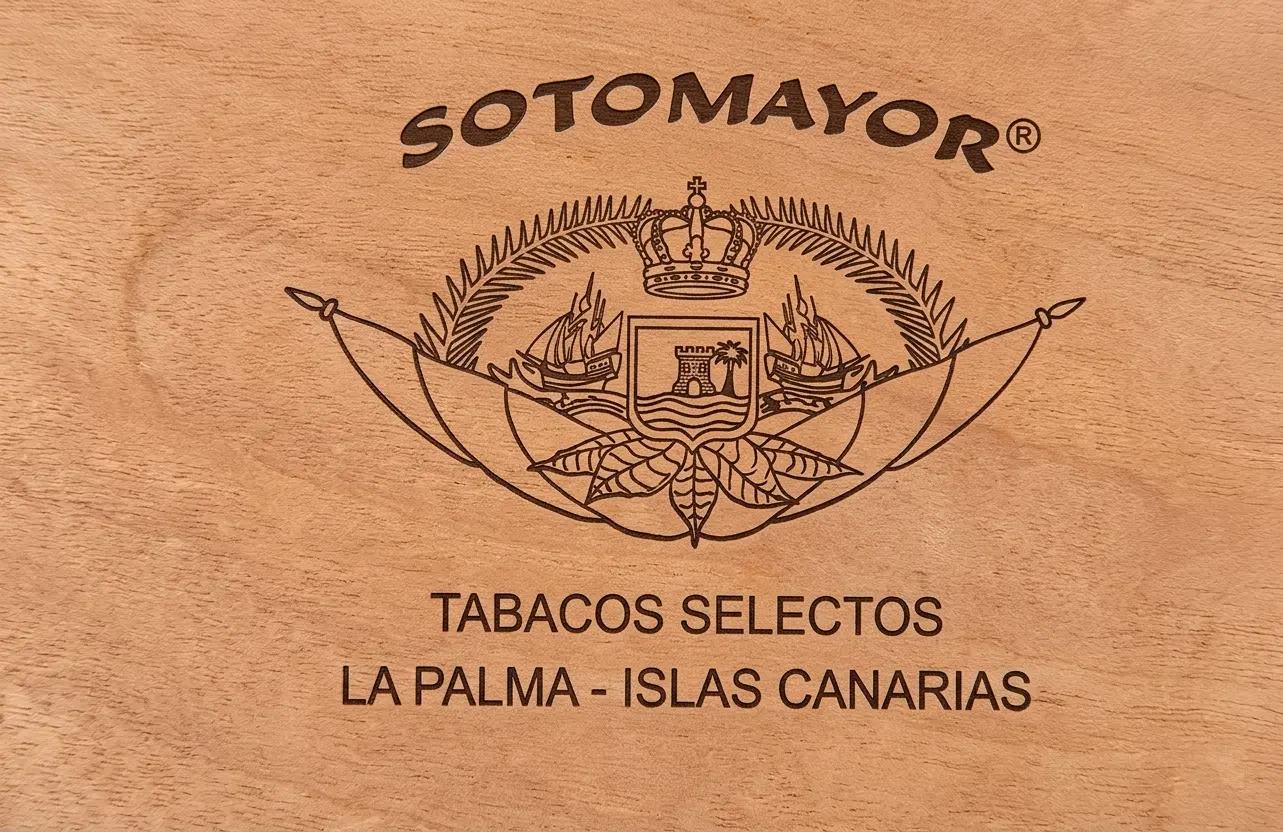 SOTOMAYOR®
TABACOS SELECTOS
LA PALMA - ISLAS CANARIAS